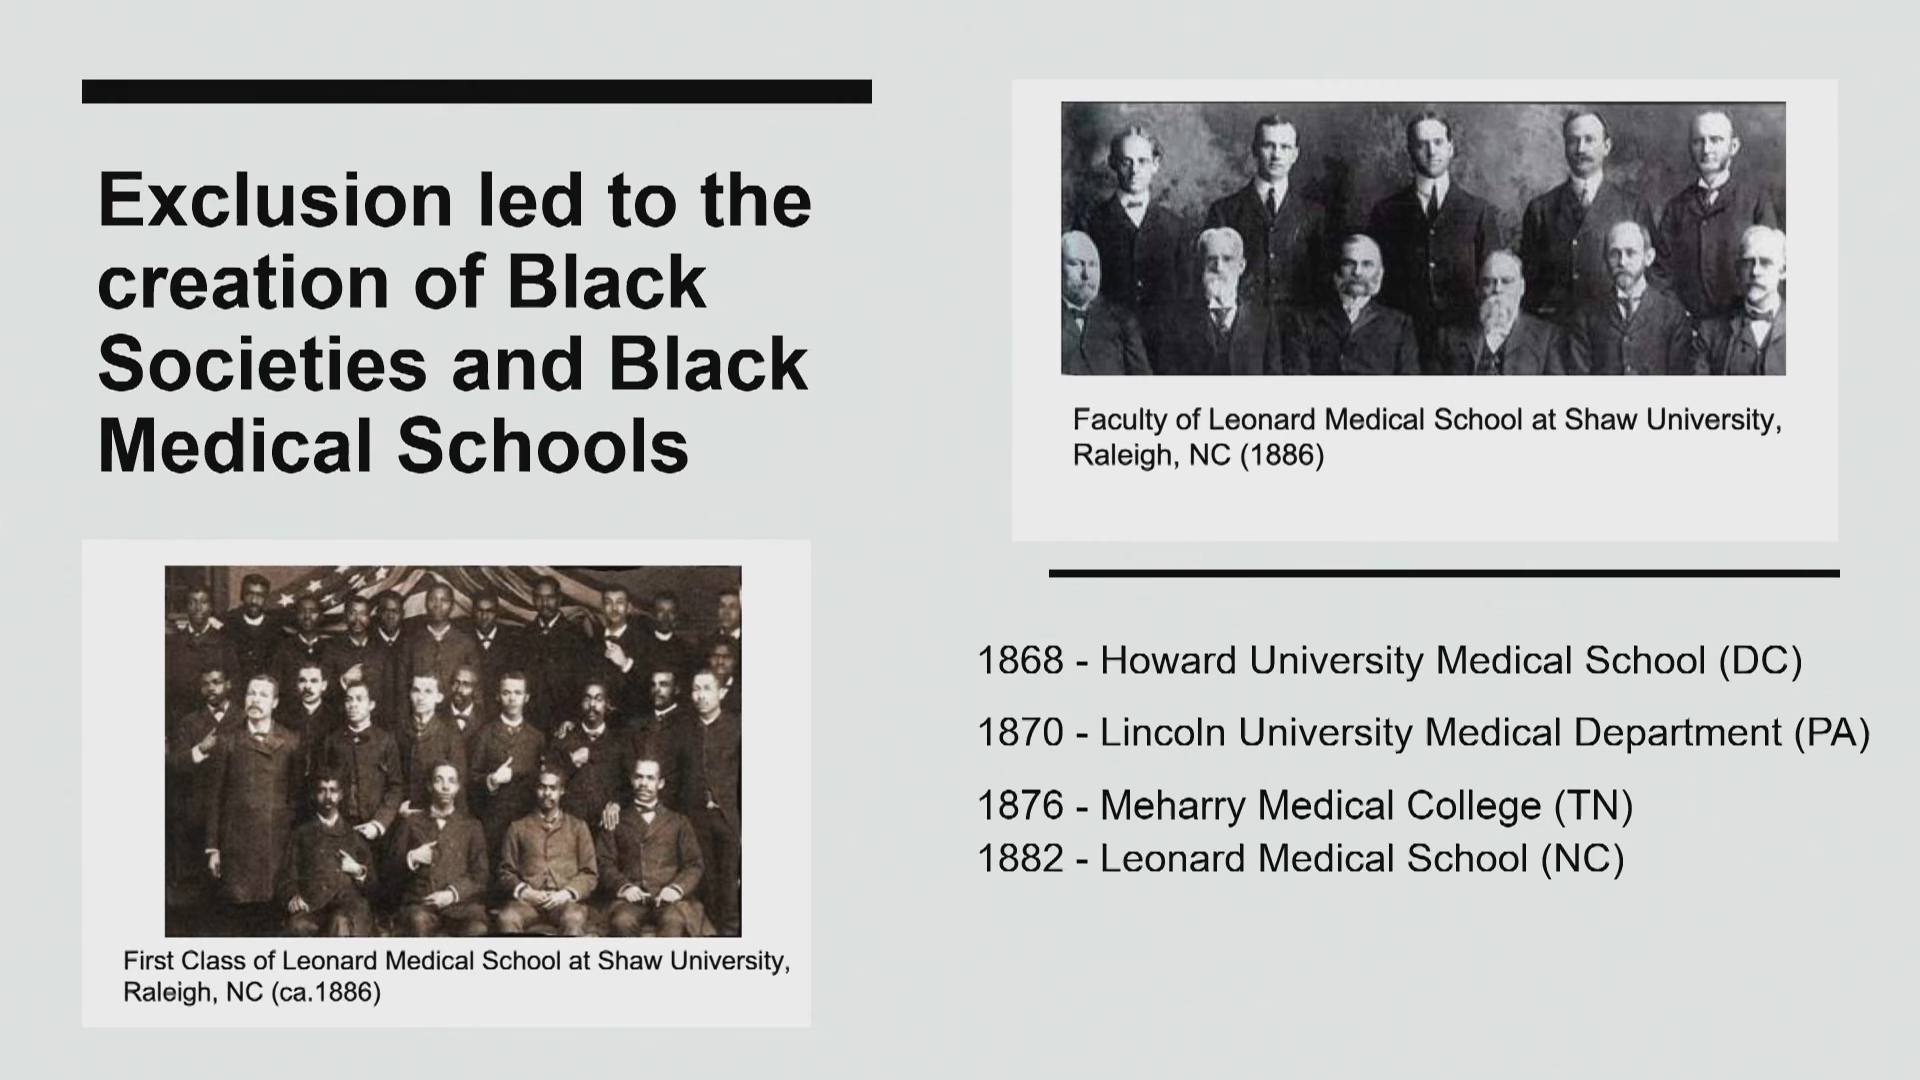 Exclusion led to the
creation of Black
Societies and Black
Medical Schools
First Class of Leonard Medical School at Shaw University,
Raleigh, NC (ca.1886)
Faculty of Leonard Medical School at Shaw University,
Raleigh, NC (1886)
1868 - Howard University Medical School (DC)
1870 - Lincoln University Medical Department (PA)
1876 - Meharry Medical College (TN)
1882 - Leonard Medical School (NC)